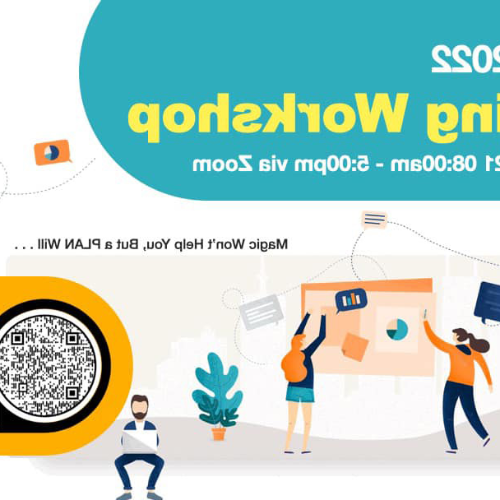 2022
ing Workshop
21 08:00am - 5:00pm via Zoom
Magic Won't Help You, But a PLAN Will . . .